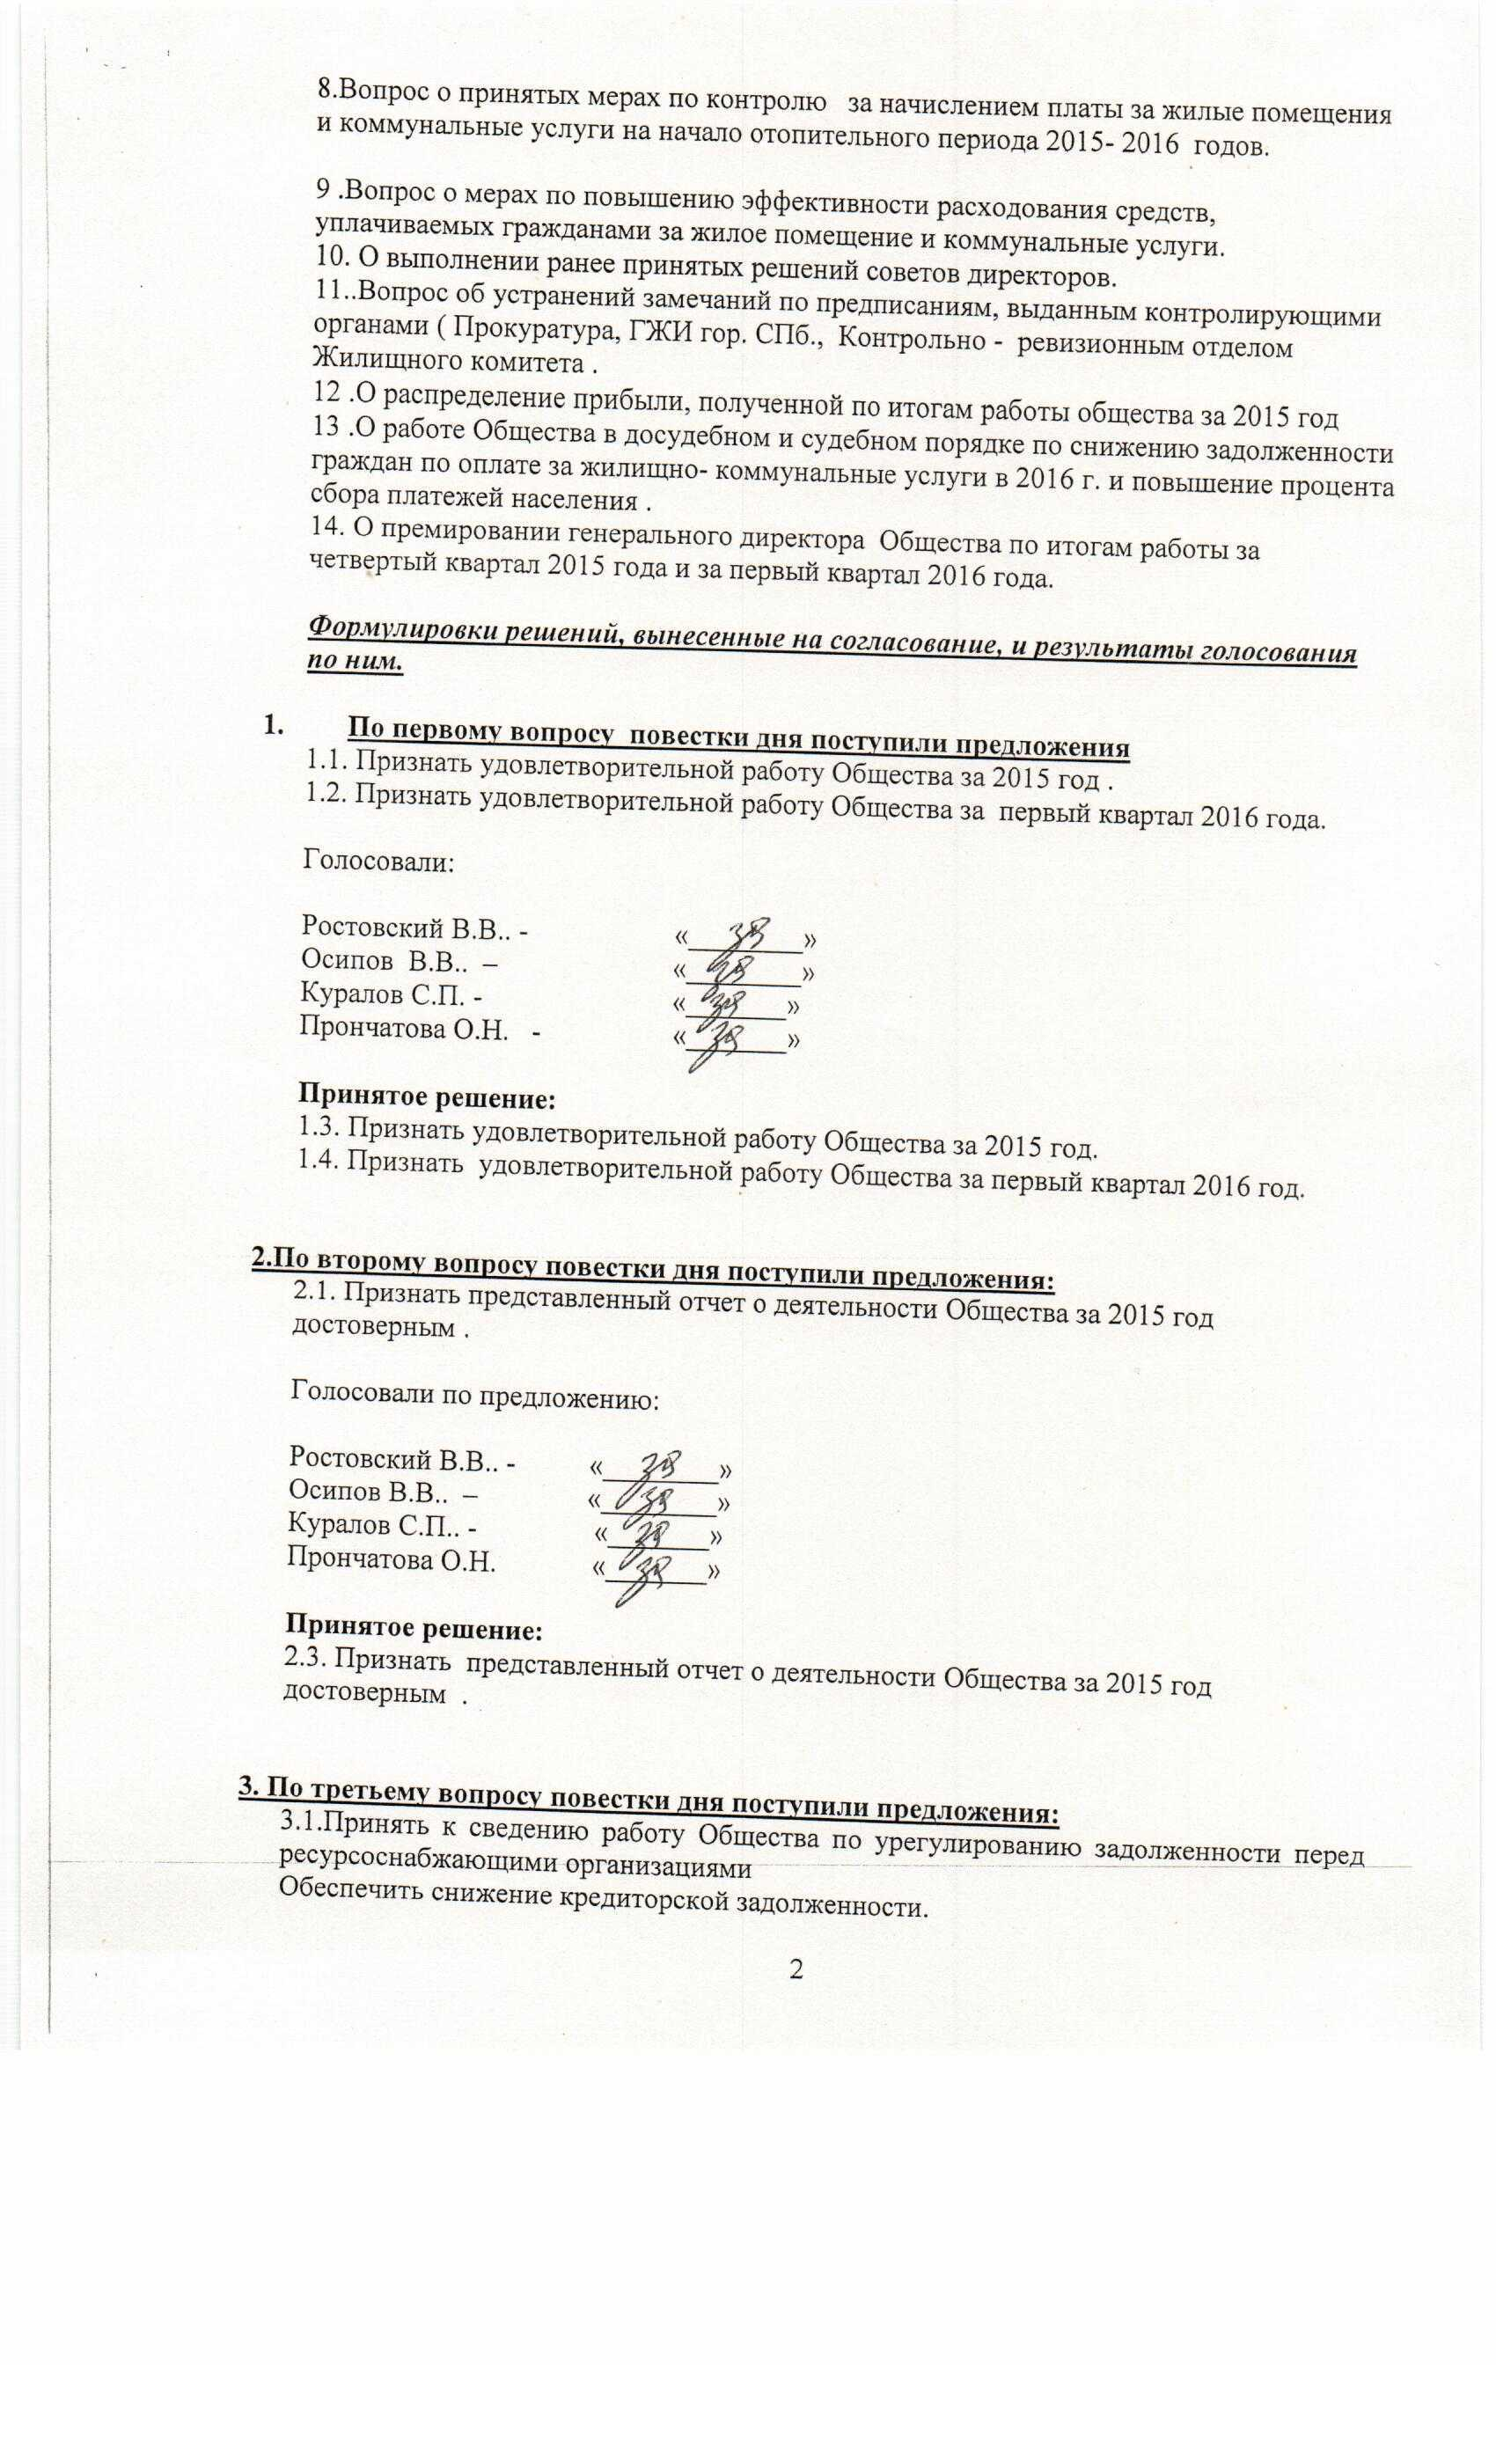 8.Вопрос о принятых мерах по контролю за начислением платы за жилые помещения
и коммунальные услуги на начало отопительного периода 2015- 2016 годов.
9 .Вопрос о мерах по повышению эффективности расходования средств,
уплачиваемых гражданами за жилое помещение и коммунальные услуги.
10. О выполнении ранее принятых решений советов директоров.
11..Вопрос об устранений замечаний по предписаниям, выданным контролирующими
органами ( Прокуратура, ГЖИ гор. СПб., Контрольно - ревизионным отделом
Жилищного комитета .
12 .О распределение прибыли, полученной по итогам работы общества за 2015 год
13 .О работе Общества в досудебном и судебном порядке по снижению задолженности
граждан по оплате за жилищно- коммунальные услуги в 2016 г. и повышение процента
сбора платежей населения .
14. О премировании генерального директора Общества по итогам работы за
четвертый квартал 2015 года и за первый квартал 2016 года.
Формулировки решений, вынесенные на согласование, и результаты голосования
по ним.
1. По первому вопросу повестки дня поступили предложения
1.1. Признать удовлетворительной работу Общества за 2015 год .
1.2. Признать удовлетворительной работу Общества за первый квартал 2016 года.
Голосовали:
Ростовский В.В.. - « за »
Осипов В.В.. – « за »
Куралов С.П. - « за »
Прончатова О.Н. - « за »
Принятое решение:
1.3. Признать удовлетворительной работу Общества за 2015 год.
1.4. Признать удовлетворительной работу Общества за первый квартал 2016 год.
2.По второму вопросу повестки дня поступили предложения:
2.1. Признать представленный отчет о деятельности Общества за 2015 год
достоверным .
Голосовали по предложению:
Ростовский В.В.. - « за »
Осипов В.В.. – « за »
Куралов С.П.. - « за »
Прончатова О.Н. « за »
Принятое решение:
2.3. Признать представленный отчет о деятельности Общества за 2015 год
достоверным .
3. По третьему вопросу повестки дня поступили предложения:
3.1.Принять к сведению работу Общества по урегулированию задолженности перед
ресурсоснабжающими организациями
Обеспечить снижение кредиторской задолженности.
2